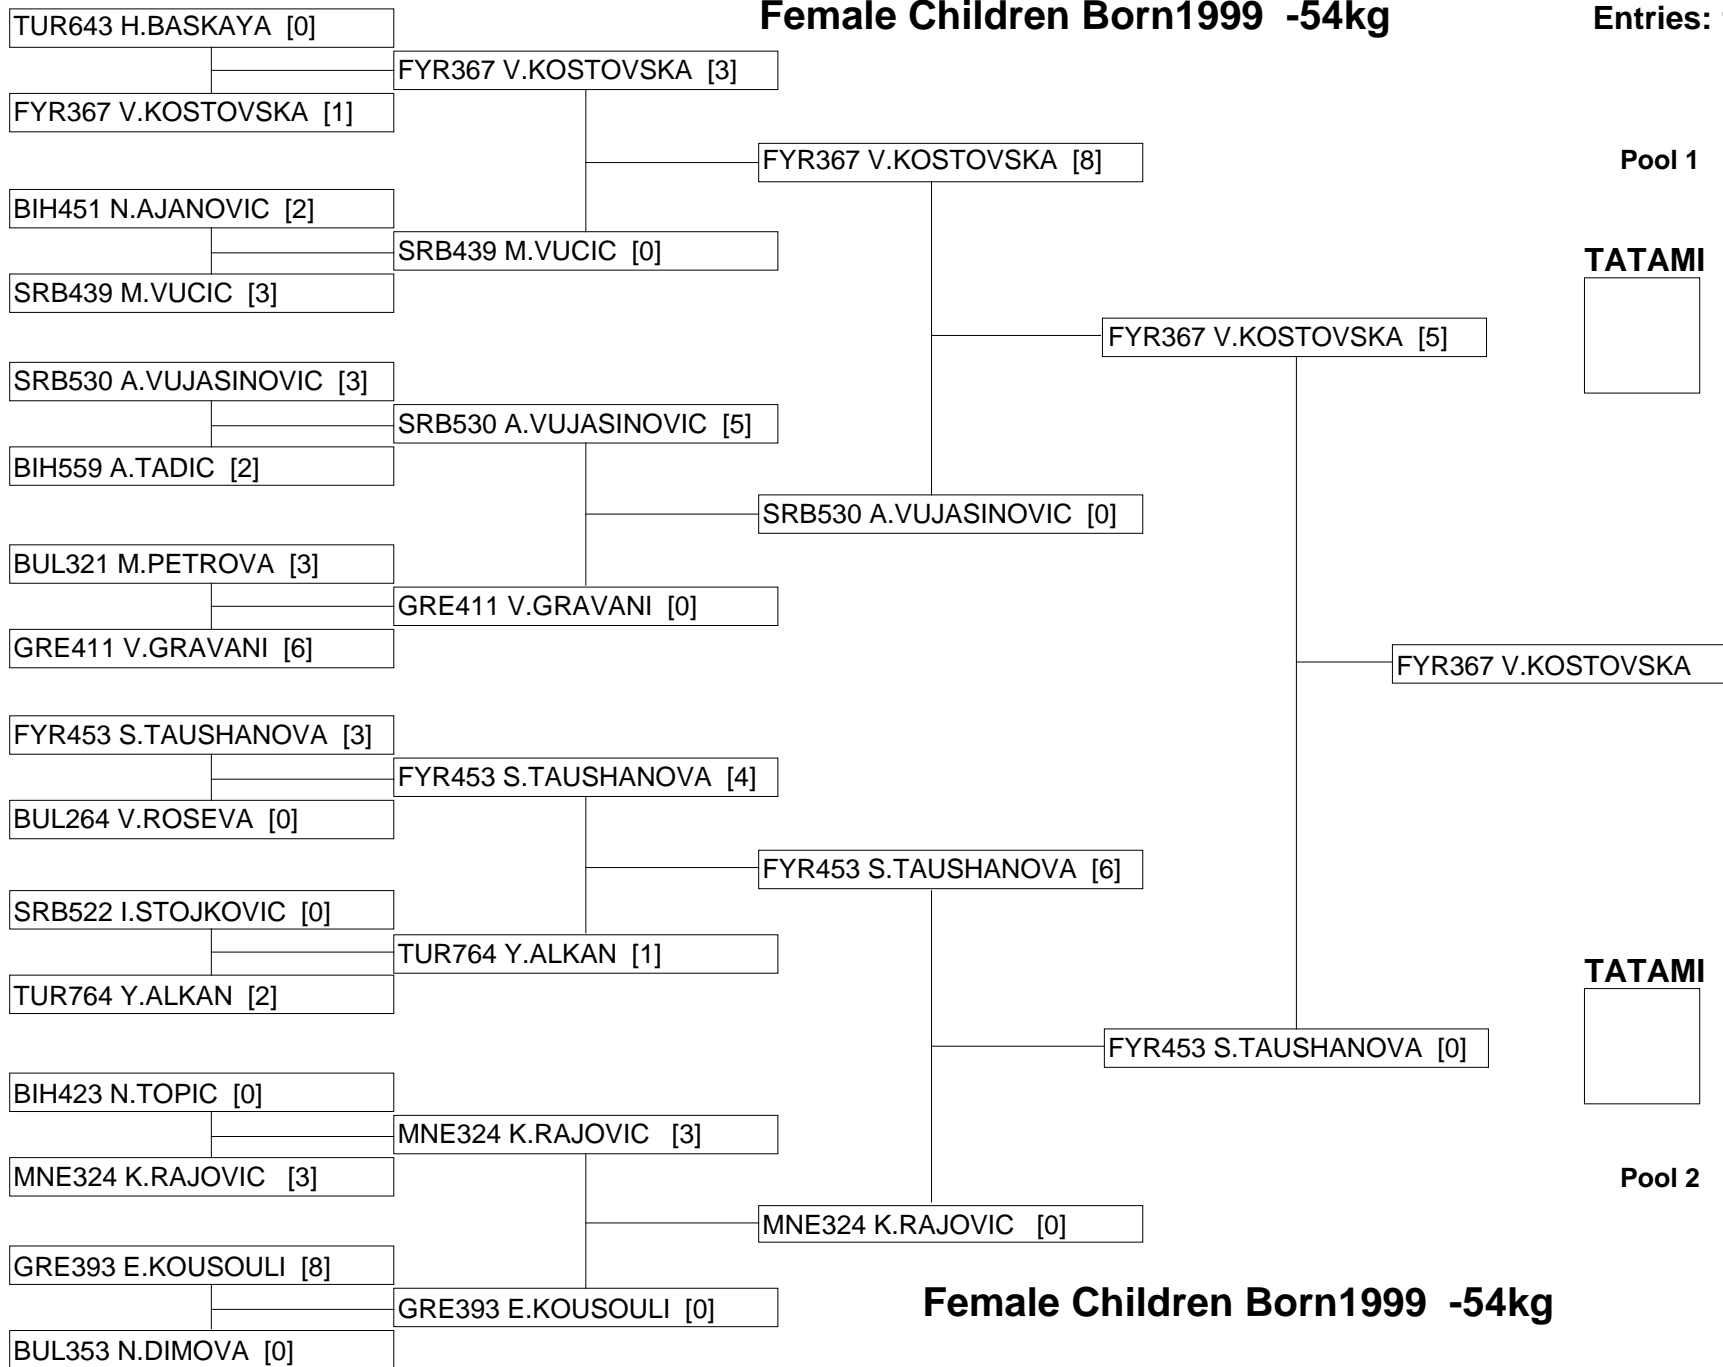 Female Children Born1999 -54kg
Entries:
TUR643 H.BASKAYA [0]
FYR367 V.KOSTOVSKA [3]
FYR367 V.KOSTOVSKA [1]
FYR367 V.KOSTOVSKA [8]
Pool 1
BIH451 N.AJANOVIC [2]
SRB439 M.VUCIC [0]
TATAMI
SRB439 M.VUCIC [3]
FYR367 V.KOSTOVSKA [5]
SRB530 A.VUJASINOVIC [3]
SRB530 A.VUJASINOVIC [5]
BIH559 A.TADIC [2]
SRB530 A.VUJASINOVIC [0]
BUL321 M.PETROVA [3]
GRE411 V.GRAVANI [0]
GRE411 V.GRAVANI [6]
FYR367 V.KOSTOVSKA
FYR453 S.TAUSHANOVA [3]
FYR453 S.TAUSHANOVA [4]
BUL264 V.ROSEVA [0]
FYR453 S.TAUSHANOVA [6]
SRB522 I.STOJKOVIC [0]
TUR764 Y.ALKAN [1]
TATAMI
TUR764 Y.ALKAN [2]
FYR453 S.TAUSHANOVA [0]
BIH423 N.TOPIC [0]
MNE324 K.RAJOVIC [3]
MNE324 K.RAJOVIC [3]
Pool 2
MNE324 K.RAJOVIC [0]
GRE393 E.KOUSOULI [8]
GRE393 E.KOUSOULI [0]
Female Children Born1999 -54kg
BUL353 N.DIMOVA [0]